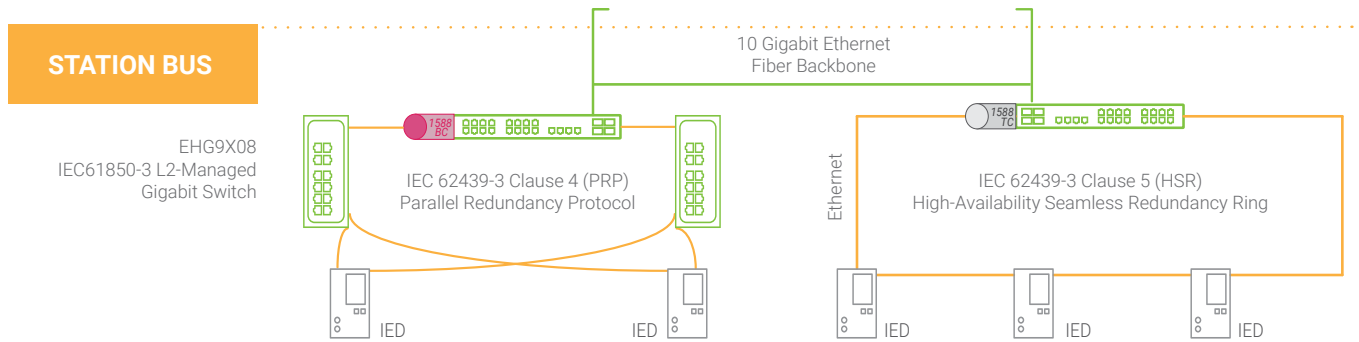 STATION BUS
10 Gigabit Ethernet
Fiber Backbone
EHG9X08
IEC61850-3 L2-Managed
Gigabit Switch
1588
BC
IEC 62439-3 Clause 4 (PRP)
Parallel Redundancy Protocol
IED
IED
1588
TC
Ethernet
IEC 62439-3 Clause 5 (HSR)
High-Availability Seamless Redundancy Ring
IED
IED
IED